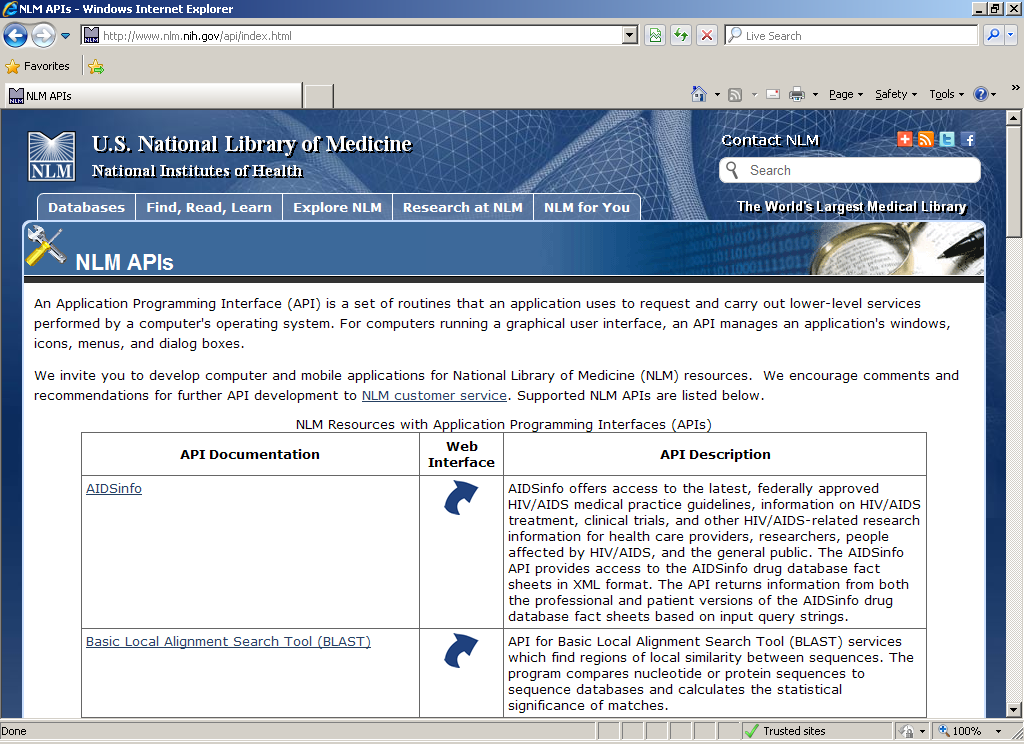 NLM APIs - Windows Internet Explorer
http://www.nlm.nih.gov/api/index.html
Live Search
Favorites
NLM APIs
Page
Safety
Tools
»
NLM
U.S. National Library of Medicine
National Institutes of Health
Contact NLM
Search
The World's Largest Medical Library
Databases
Find, Read, Learn
Explore NLM
Research at NLM
NLM for You
NLM APIs
An Application Programming Interface (API) is a set of routines that an application uses to request and carry out lower-level services
performed by a computer's operating system. For computers running a graphical user interface, an API manages an application's windows,
icons, menus, and dialog boxes.
We invite you to develop computer and mobile applications for National Library of Medicine (NLM) resources.  We encourage comments and
recommendations for further API development to NLM customer service. Supported NLM APIs are listed below.
NLM Resources with Application Programming Interfaces (APIs)
API Documentation
Web
Interface
API Description
AIDSinfo
AIDSinfo offers access to the latest, federally approved
HIV/AIDS medical practice guidelines, information on HIV/AIDS
treatment, clinical trials, and other HIV/AIDS-related research
information for health care providers, researchers, people
affected by HIV/AIDS, and the general public. The AIDSinfo
API provides access to the AIDSinfo drug database fact
sheets in XML format. The API returns information from both
the professional and patient versions of the AIDSinfo drug
database fact sheets based on input query strings.
Basic Local Alignment Search Tool (BLAST)
API for Basic Local Alignment Search Tool (BLAST) services
which find regions of local similarity between sequences. The
program compares nucleotide or protein sequences to
sequence databases and calculates the statistical
significance of matches.
Done
Trusted sites
100%